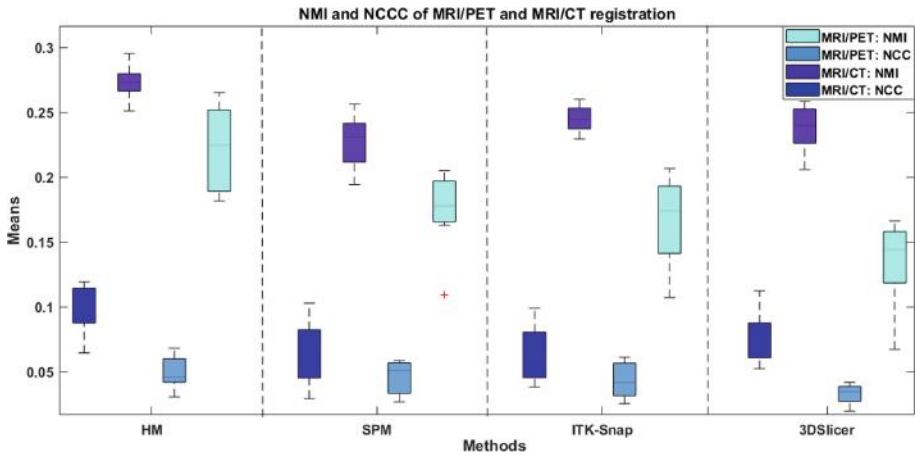 NMI and NCCC of MRI/PET and MRI/CT registration
MRI/PET: NMI
MRI/PET: NCC
MRI/CT: NMI
MRI/CT: NCC
Means
0.3
0.25
0.2
0.15
0.1
0.05
HM
SPM
ITK-Snap
3DSlicer
Methods